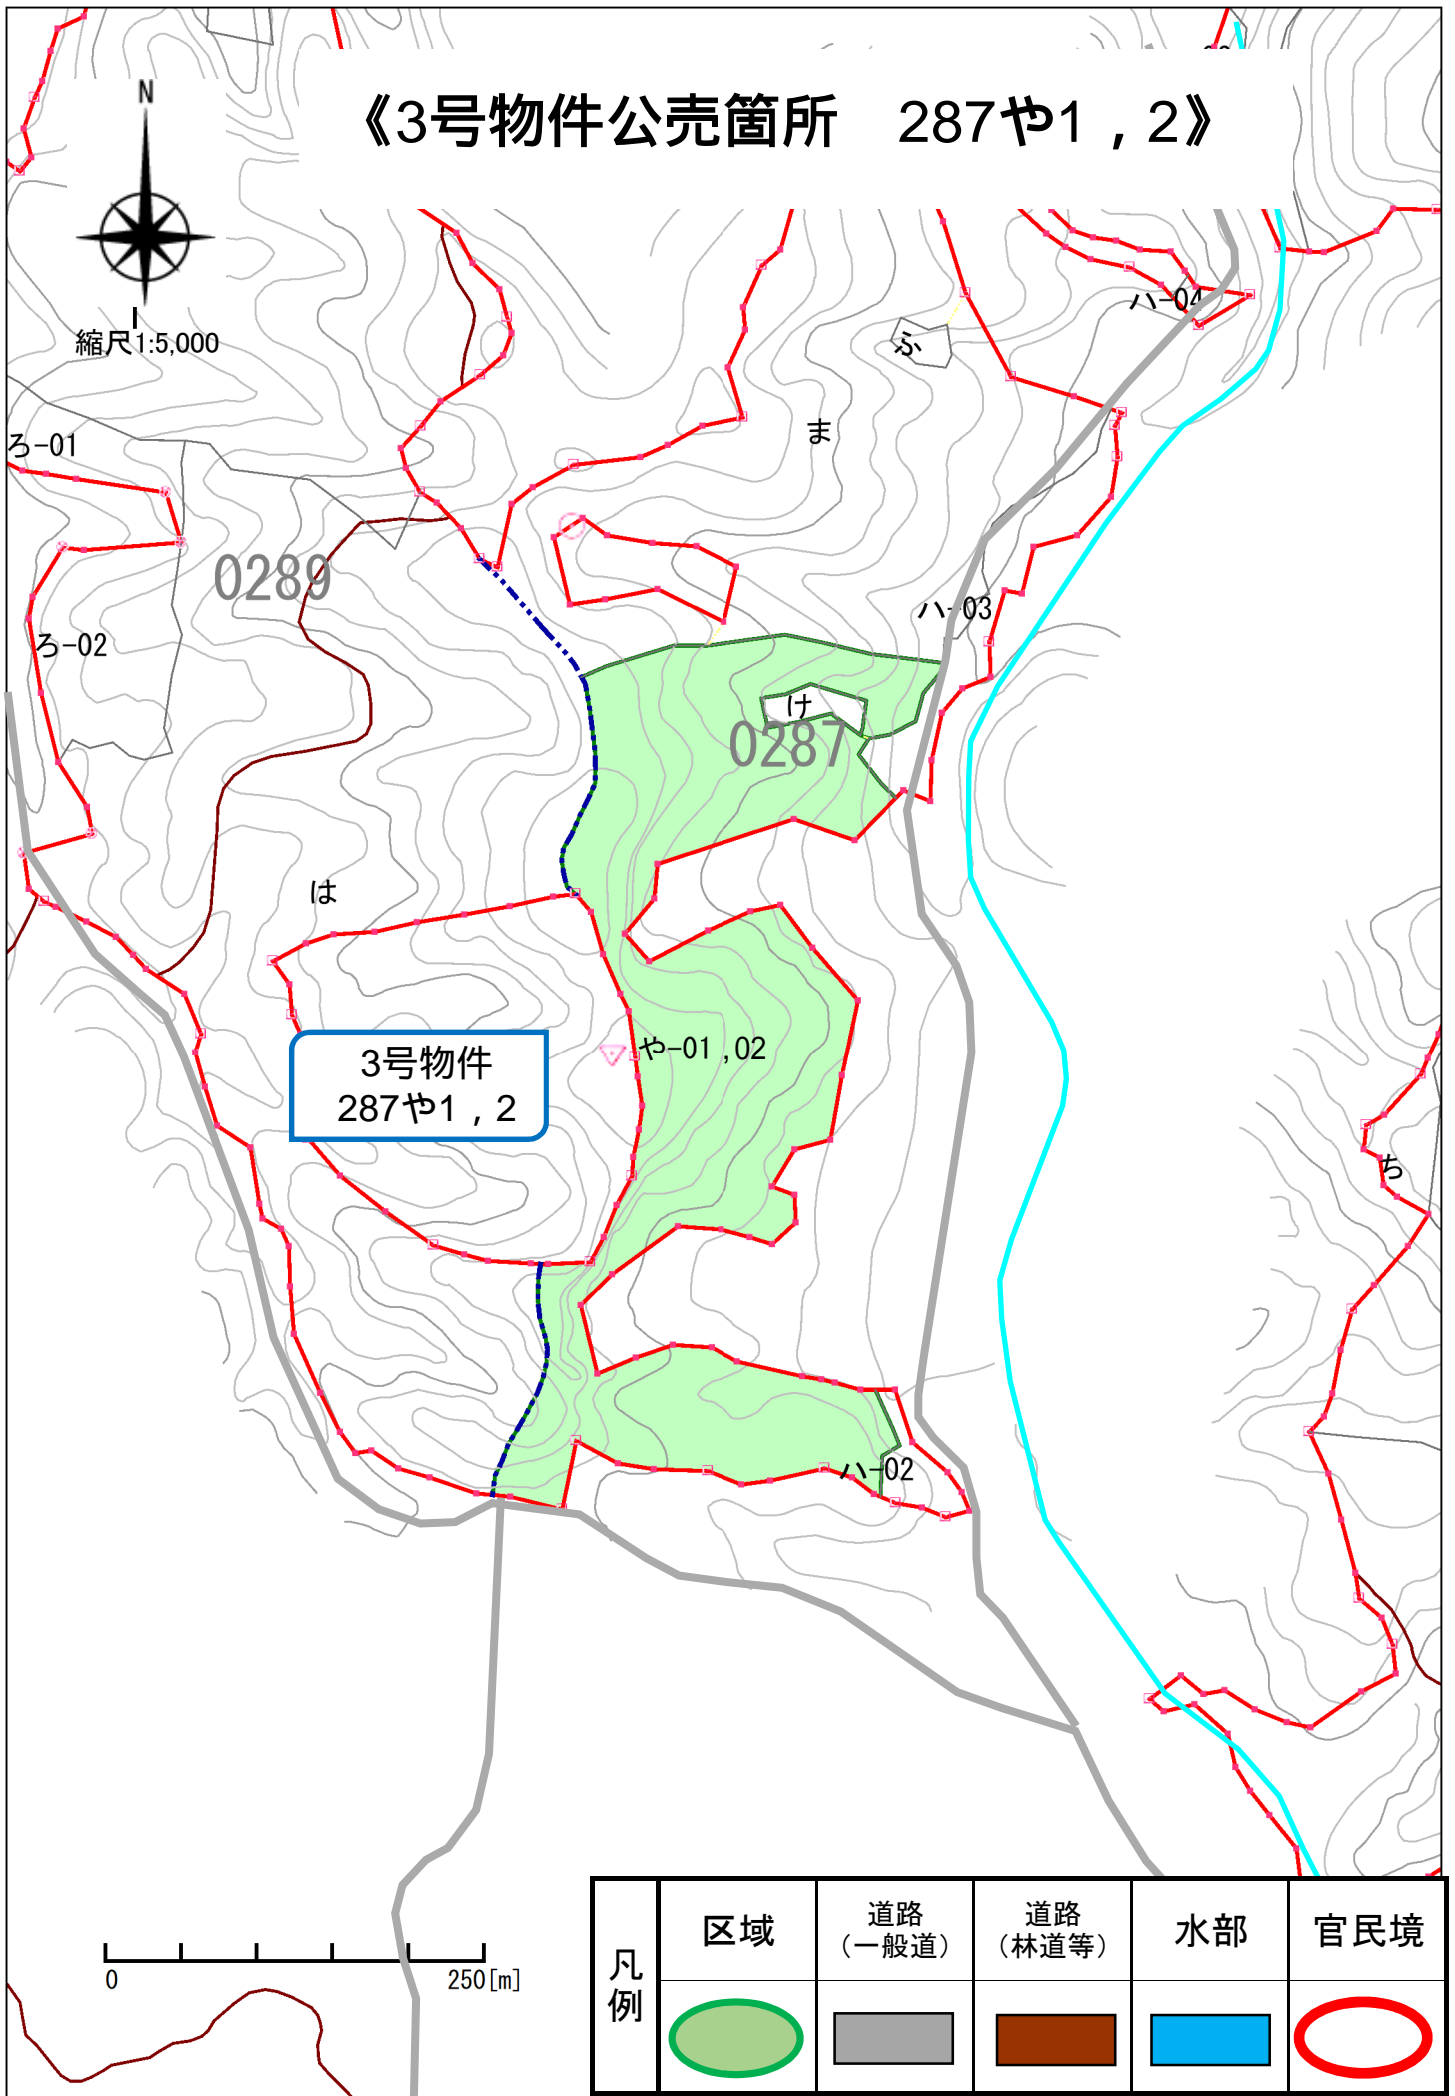 《3号物件公売箇所　287や1，2》
N
縮尺1:5,000
ハ-04
ふ
ま
ろ-01
0289
ハ-03
ろ-02
け
0287
は
や-01,02
3号物件
287や1，2
ち
ハ-02
0 250[m]
凡例
区域
道路
（一般道）
道路
（林道等）
水部
官民境